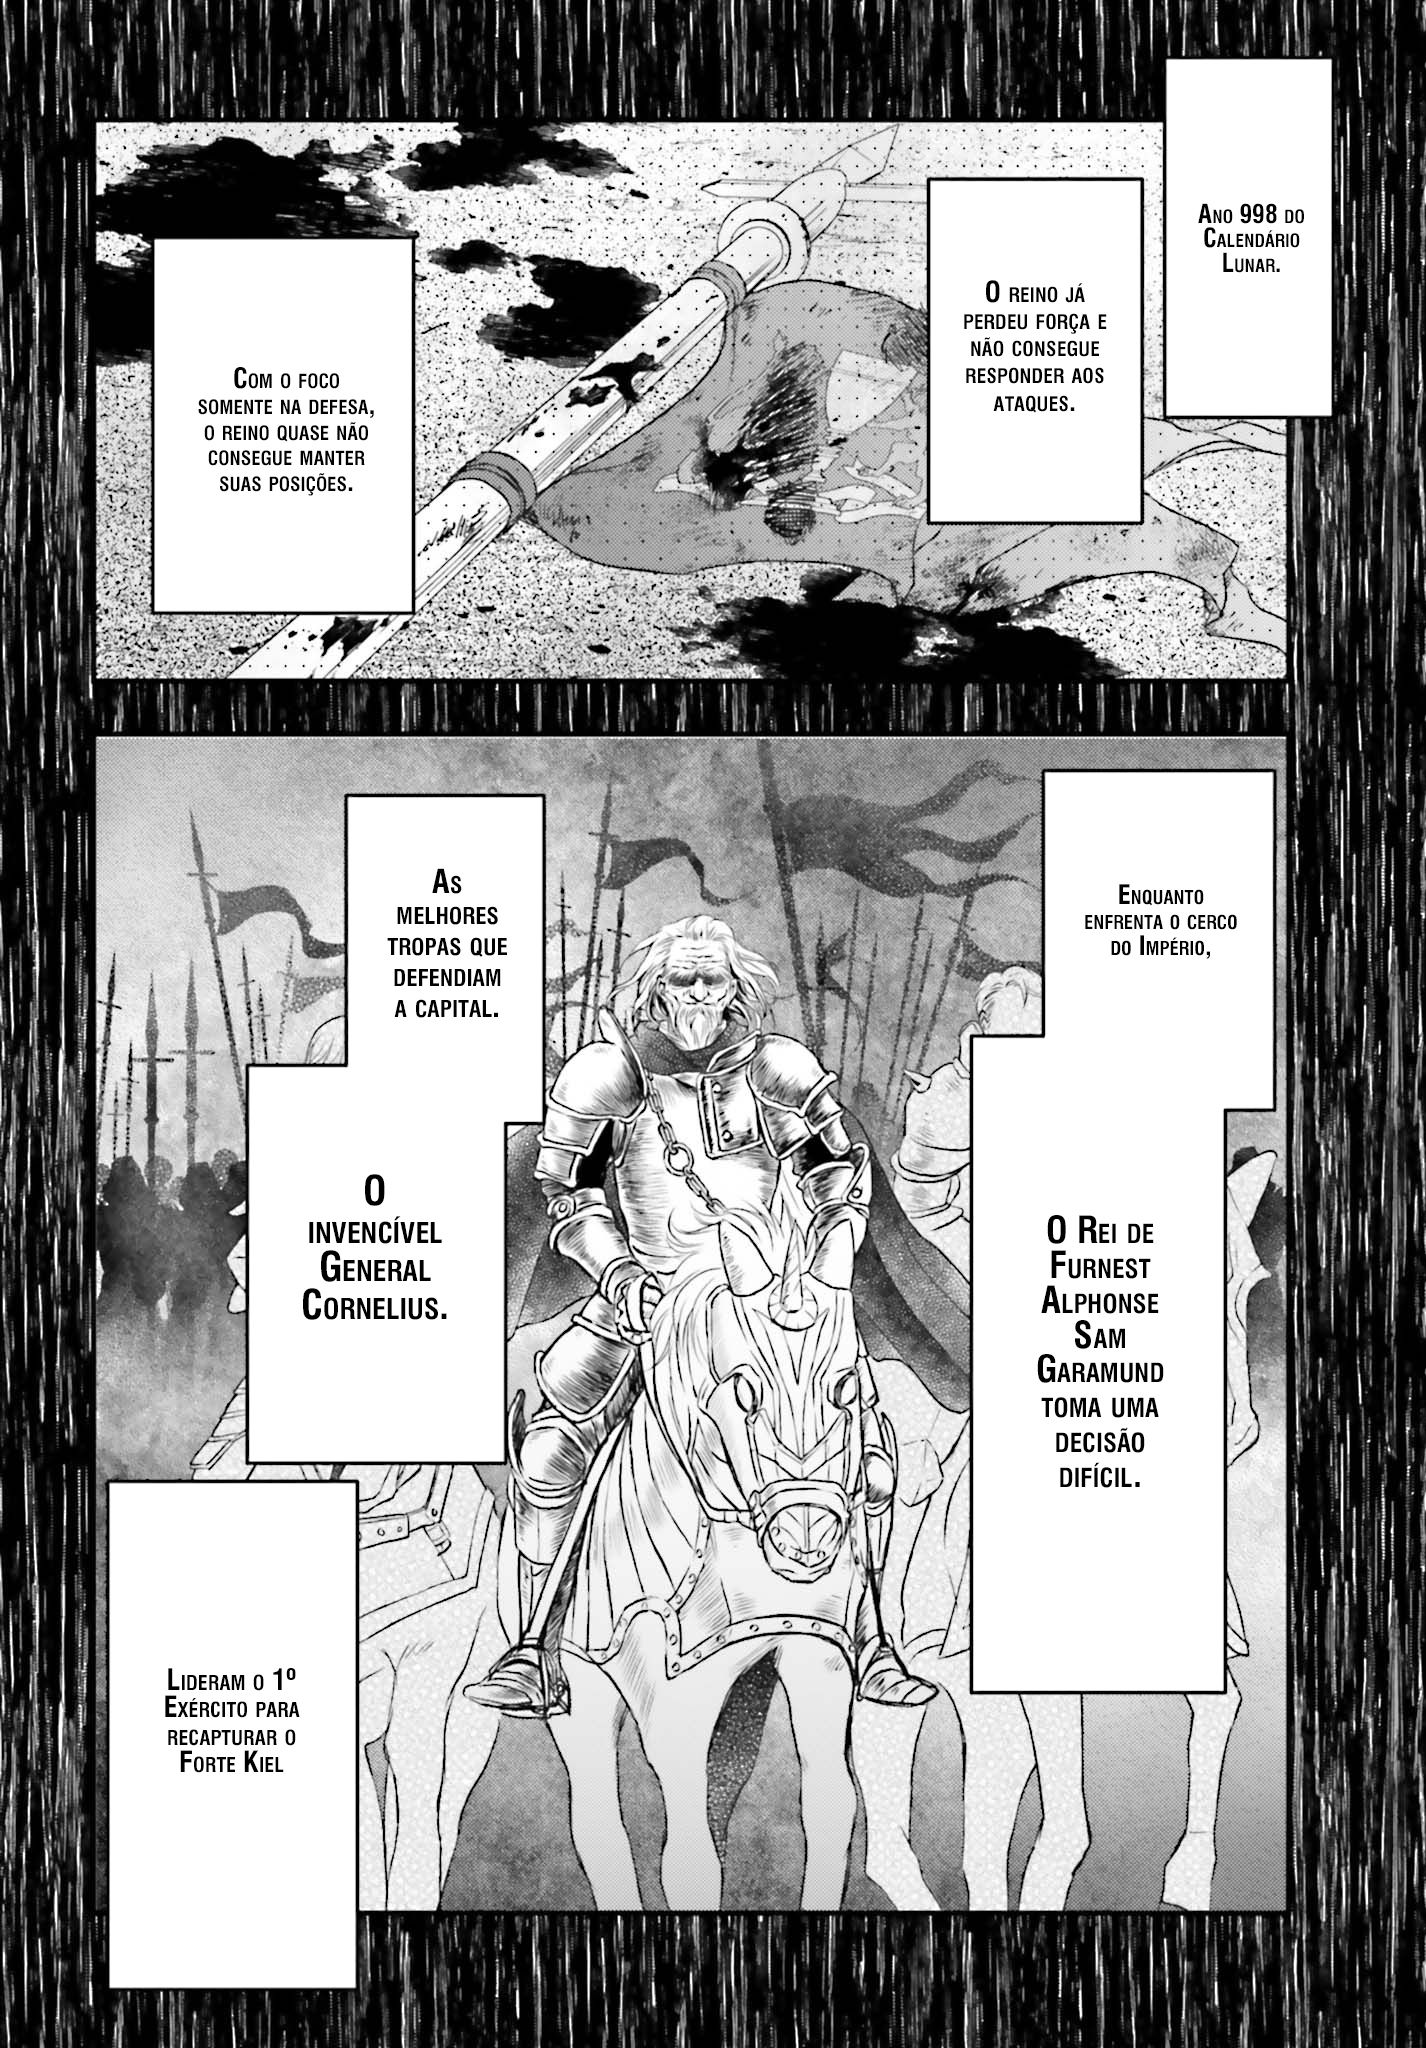 Ano 998 do
Calendário
Lunar.
O reino já
perdeu força e
não consegue
responder aos
ataques.
Com o foco
somente na defesa,
o reino quase não
consegue manter
suas posições.
Enquanto
enfrenta o cerco
do Império,
O Rei de
Furnest
Alphonse
Sam
Garamund
toma uma
decisão
difícil.
As
melhores
tropas que
defendiam
a capital.
O
invencível
General
Cornelius.
Lideram o 1º
Exército para
recapturar o
Forte Kiel